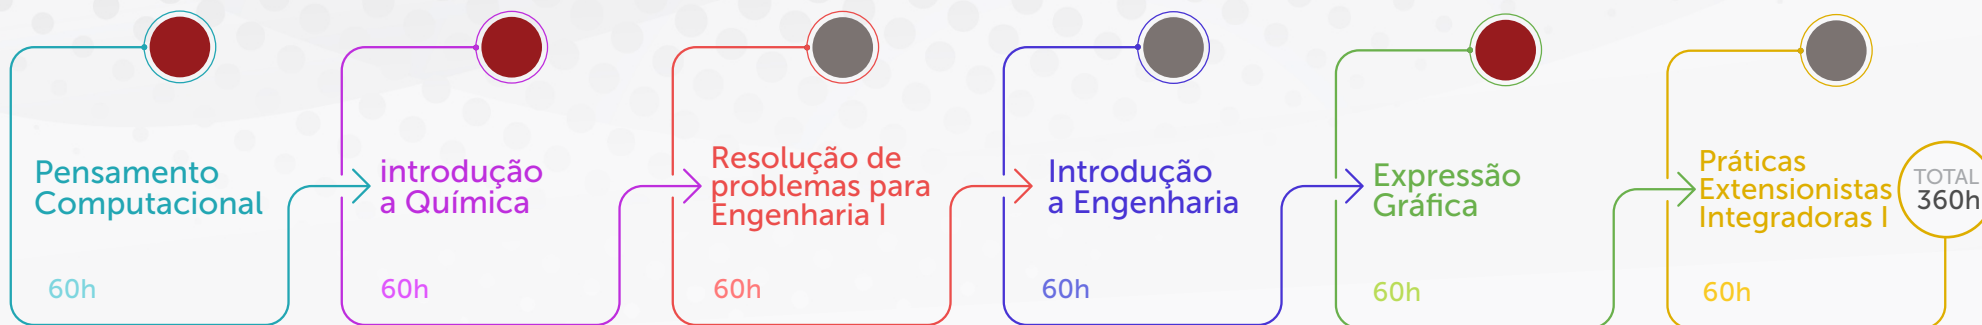 Pensamento
Computacional
60h
introdução
a Química
60h
Resolução de
problemas para
Engenharia I
60h
Introdução
a Engenharia
60h
Expressão
Gráfica
60h
Práticas
Extensionistas
Integradoras I
60h
TOTAL
360h